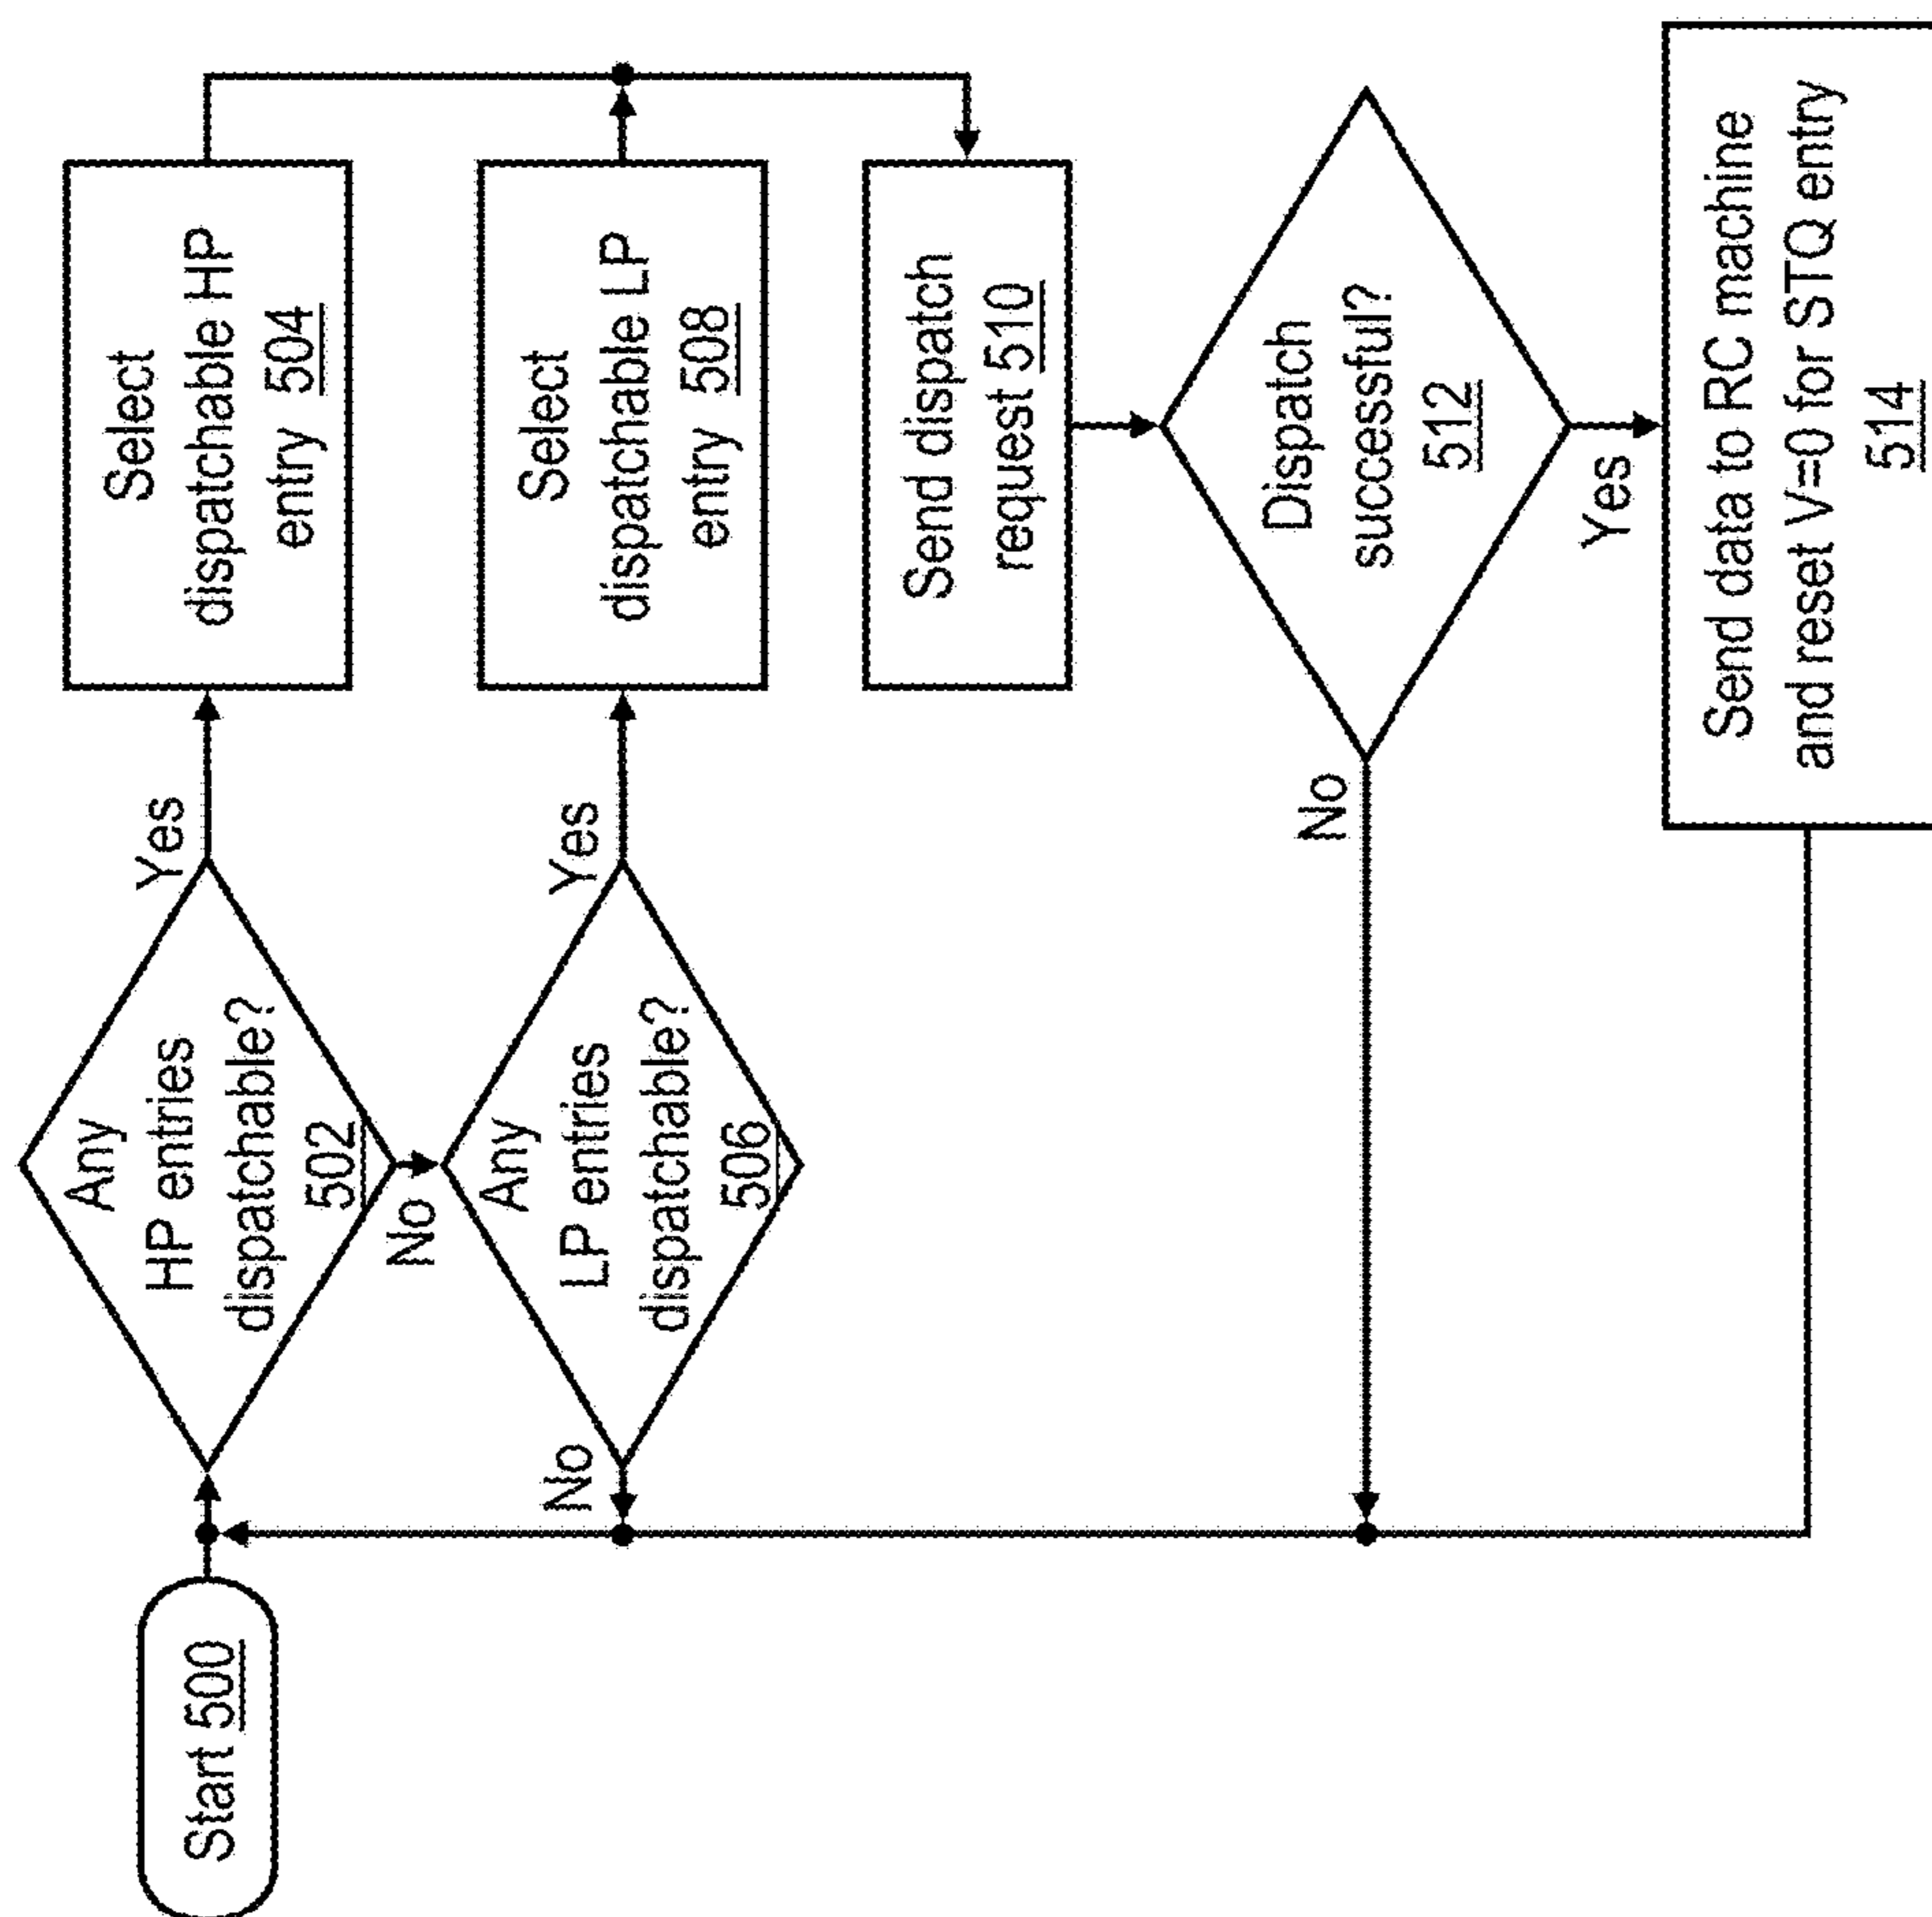 Start 500
Any
HP entries
dispatchable?
502
Yes
Select
dispatchable HP
entry 504
No
Any
LP entries
dispatchable?
506
No
Yes
Select
dispatchable LP
entry 508
Send dispatch
request 510
Dispatch
successful?
512
No
Yes
Send data to RC machine
and reset V=0 for STQ entry
514